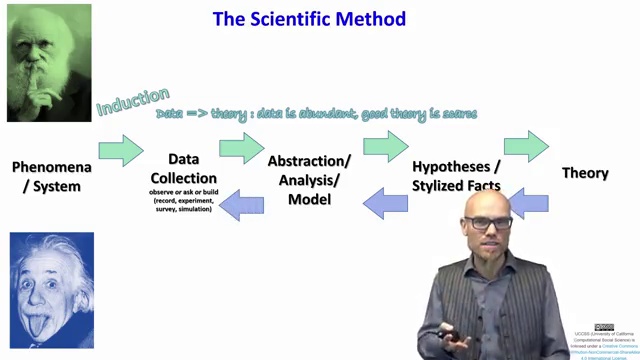 The Scientific Method
Induction
Data => theory : data is abundant, good theory is scarse
Phenomena
/ System
Data
Collection
observe or ask or build
(record, experiment,
survey, simulation)
Abstraction/
Analysis/
Model
Hypotheses /
Stylized Facts
Theory
UCCSS (University of California
Computational Social Science) is
licensed under a Creative Commons
Attribution-NonCommercial-ShareAlike
4.0 International License